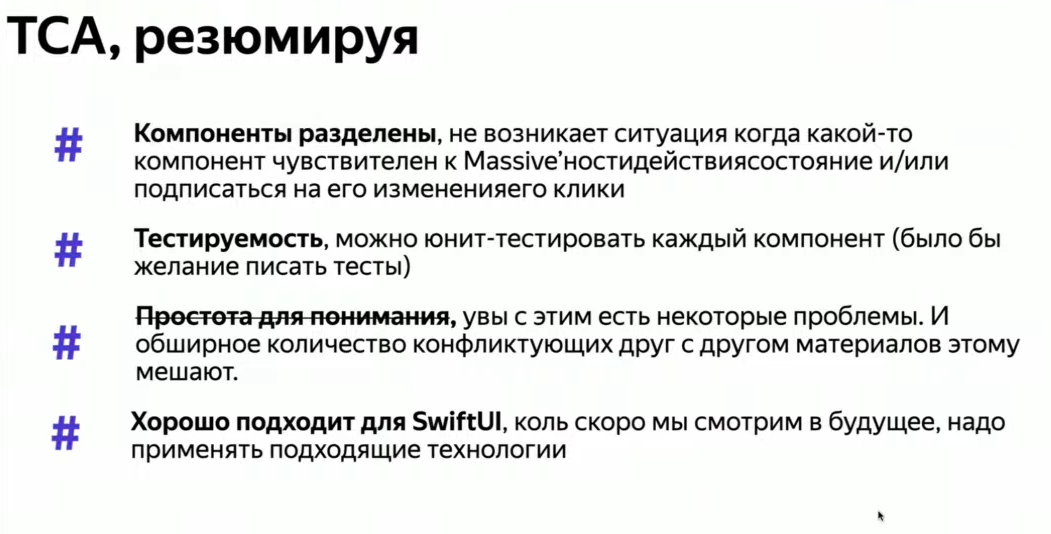 TCA, резюмируя
# Компоненты разделены, не возникает ситуация когда какой-то
компонент чувствителен к Massive’ностидействиясостояние и/или
подписаться на его измененияего клики
# Тестируемость, можно юнит-тестировать каждый компонент (было бы
желание писать тесты)
# Простота для понимания, увы с этим есть некоторые проблемы. И
обширное количество конфликтующих друг с другом материалов этому
мешают.
# Хорошо подходит для SwiftUI, коль скоро мы смотрим в будущее, надо
применять подходящие технологии